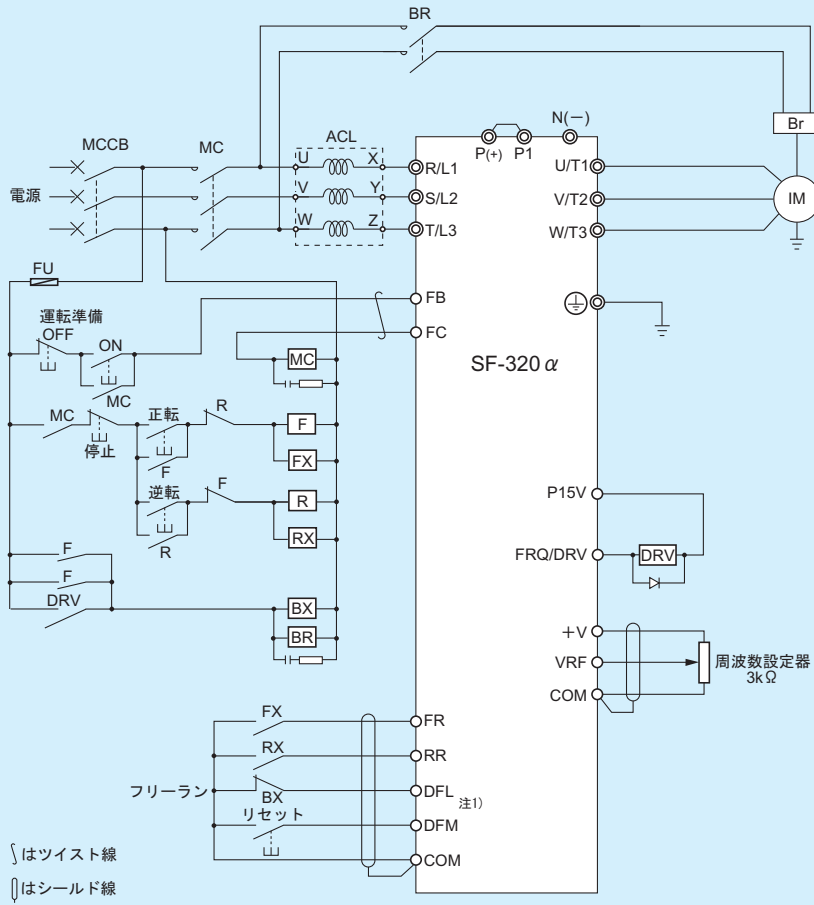 BR
Br
MCCB
MC
ACL
P(+)
P1
N(−)
電源
U
X
V
Y
W
Z
R/L1
S/L2
T/L3
U/T1
V/T2
W/T3
IM
FU
運転準備
OFF
ON
MC
FB
FC
MC
SF-320α
MC
停止
正転
F
R
F
FX
逆転
R
F
R
RX
P15V
FRQ/DRV
DRV
F
F
DRV
BX
BR
+V
VRF
COM
周波数設定器
3kΩ
FX
FR
RX
RR
フリーラン
BX
DFL
注1)
リセット
DFM
COM
はツイスト線
はシールド線